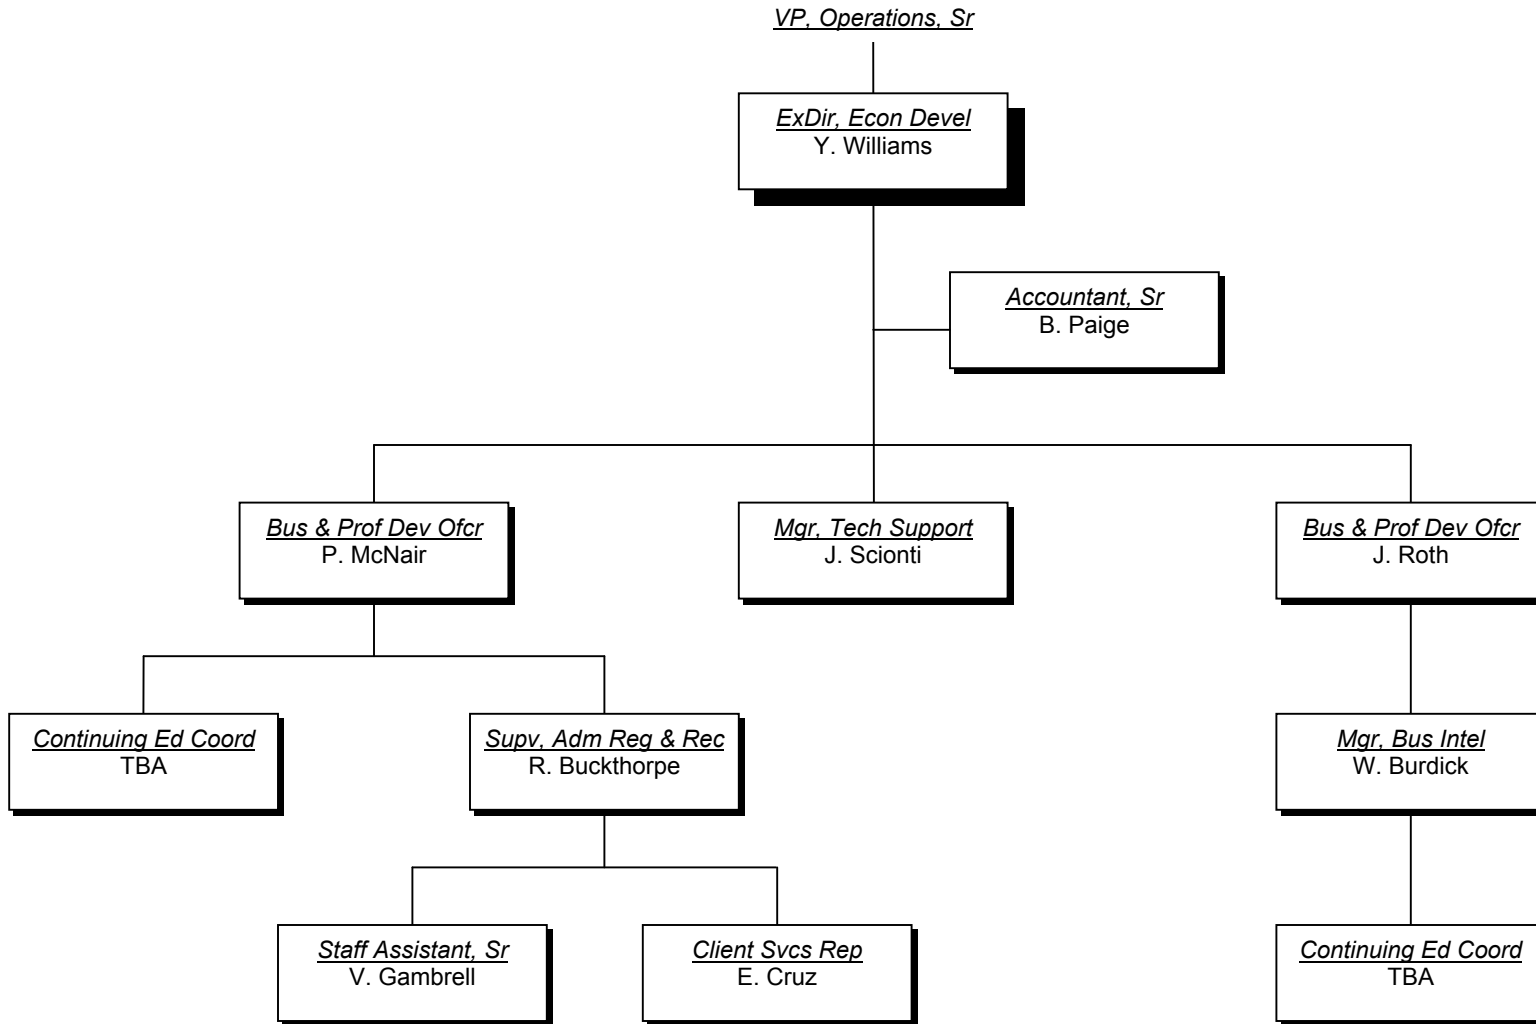 VP, Operations, Sr
ExDir, Econ Devel
Y. Williams
Accountant, Sr
B. Paige
Bus & Prof Dev Ofcr
P. McNair
Mgr, Tech Support
J. Scionti
Bus & Prof Dev Ofcr
J. Roth
Continuing Ed Coord
TBA
Supv, Adm Reg & Rec
R. Buckthorpe
Mgr, Bus Intel
W. Burdick
Staff Assistant, Sr
V. Gambrell
Client Svcs Rep
E. Cruz
Continuing Ed Coord
TBA